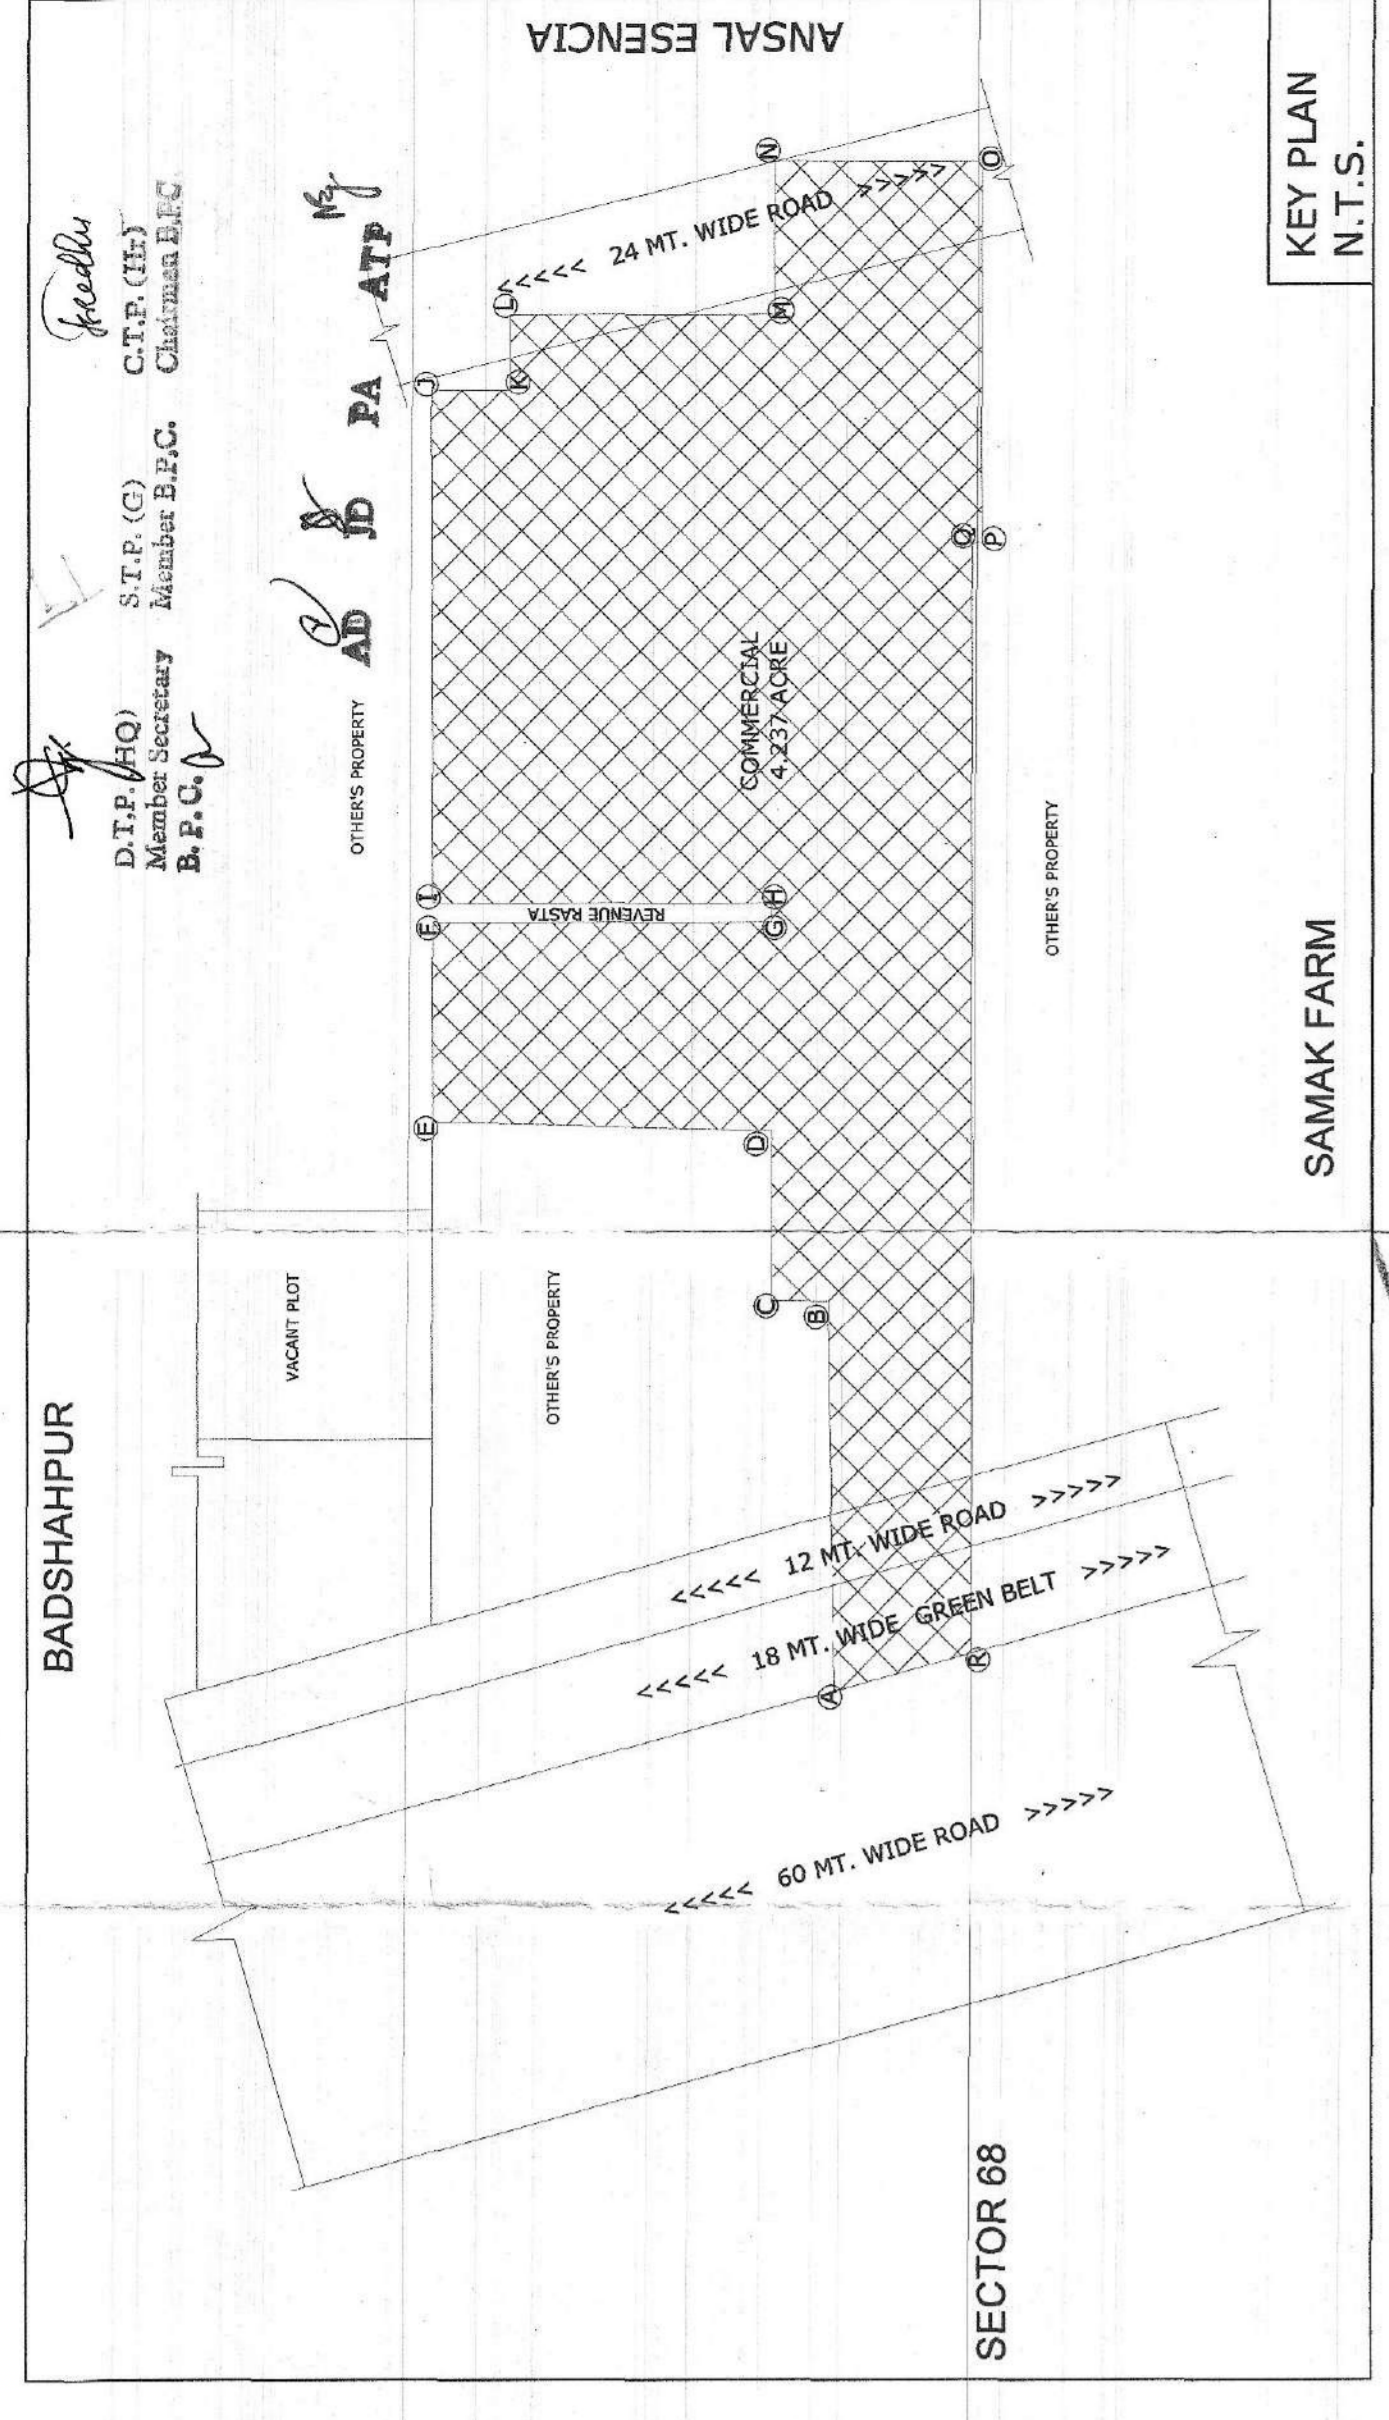 BADSHAHPUR
D.T.P. (HQ)
Member Secretary
B.P.C.
S.T.P. (G)
Member B.P.C.
C.T.P. (Hr)
Chairman B.P.C.
AD JD PA ATP
OTHER'S PROPERTY
VACANT PLOT
OTHER'S PROPERTY
E F I J
K L
REVENUE RASTA
COMMERCIAL
4.237 ACRE
<<<<< 24 MT. WIDE ROAD >>>>>
ANSAL ESENCIA
C D G H M N
A B
R Q P O
<<<<< 12 MT. WIDE ROAD >>>>>
<<<<< 18 MT. WIDE GREEN BELT >>>>>
<<<<< 60 MT. WIDE ROAD >>>>>
OTHER'S PROPERTY
SECTOR 68
SAMAK FARM
KEY PLAN
N.T.S.